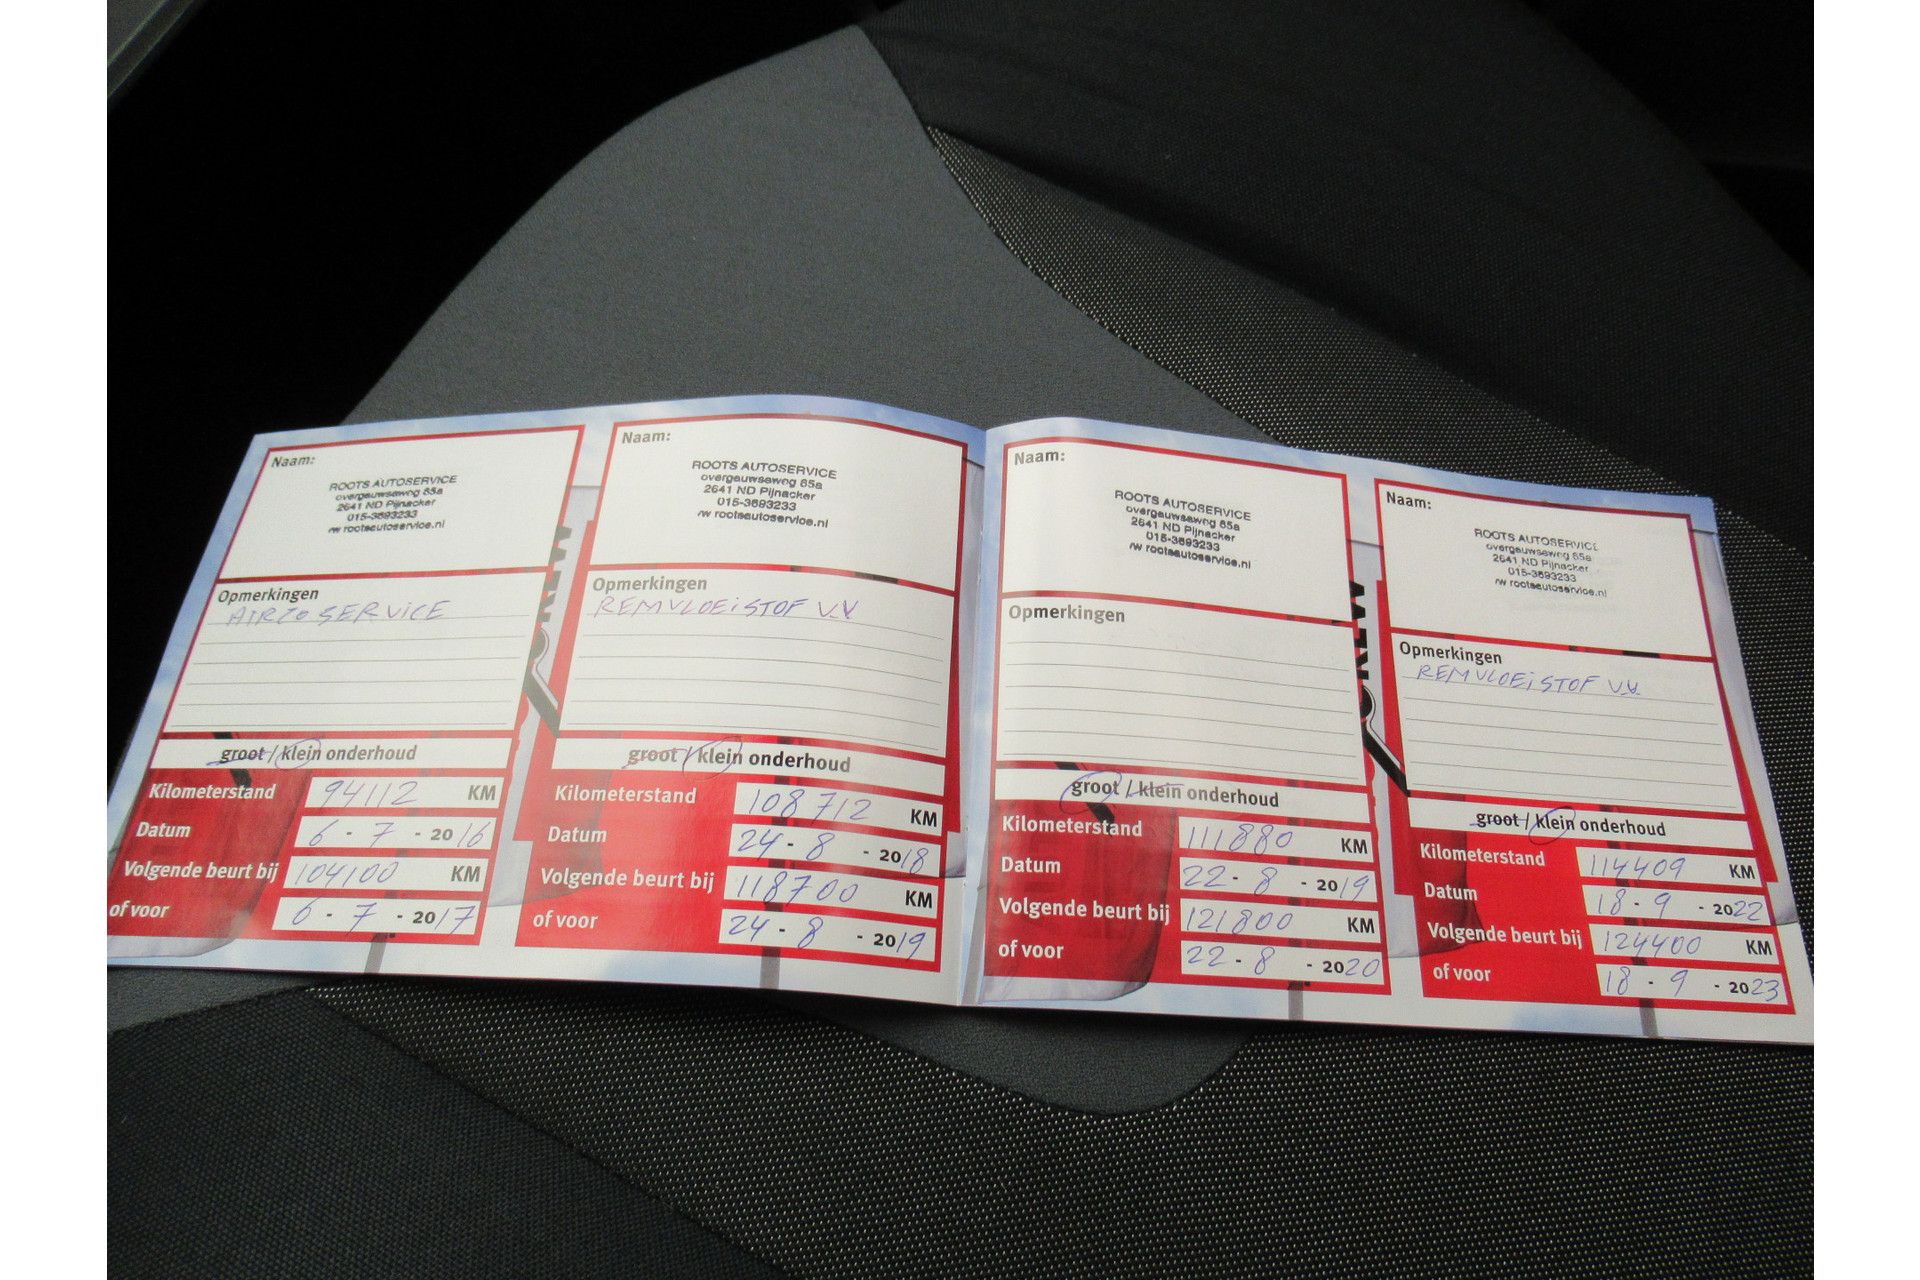 Naam:
ROOTS AUTOSERVICE
overgauwseweg 65a
2641 ND Pijnacker
015-3693233
/w rootsautoservice.nl
Opmerkingen
AIRCO SERVICE
groot / klein onderhoud
Kilometerstand 94112 KM
Datum 6 - 7 - 2016
Volgende beurt bij 104100 KM
of voor 6 - 7 - 2017
Naam:
ROOTS AUTOSERVICE
overgauwseweg 65a
2641 ND Pijnacker
015-3693233
/w rootsautoservice.nl
Opmerkingen
REMVLOEISTOF V.V
groot / klein onderhoud
Kilometerstand 108712 KM
Datum 24 - 8 - 2018
Volgende beurt bij 118700 KM
of voor 24 - 8 - 2019
Naam:
ROOTS AUTOSERVICE
overgauwseweg 65a
2641 ND Pijnacker
015-3693233
/w rootsautoservice.nl
Opmerkingen
groot / klein onderhoud
Kilometerstand 111880 KM
Datum 22 - 8 - 2019
Volgende beurt bij 121800 KM
of voor 22 - 8 - 2020
Naam:
ROOTS AUTOSERVICE
overgauwseweg 65a
2641 ND Pijnacker
015-3693233
/w rootsautoservice.nl
Opmerkingen
REMVLOEISTOF V.V.
groot / klein onderhoud
Kilometerstand 114409 KM
Datum 18 - 9 - 2022
Volgende beurt bij 124400 KM
of voor 18 - 9 - 2023